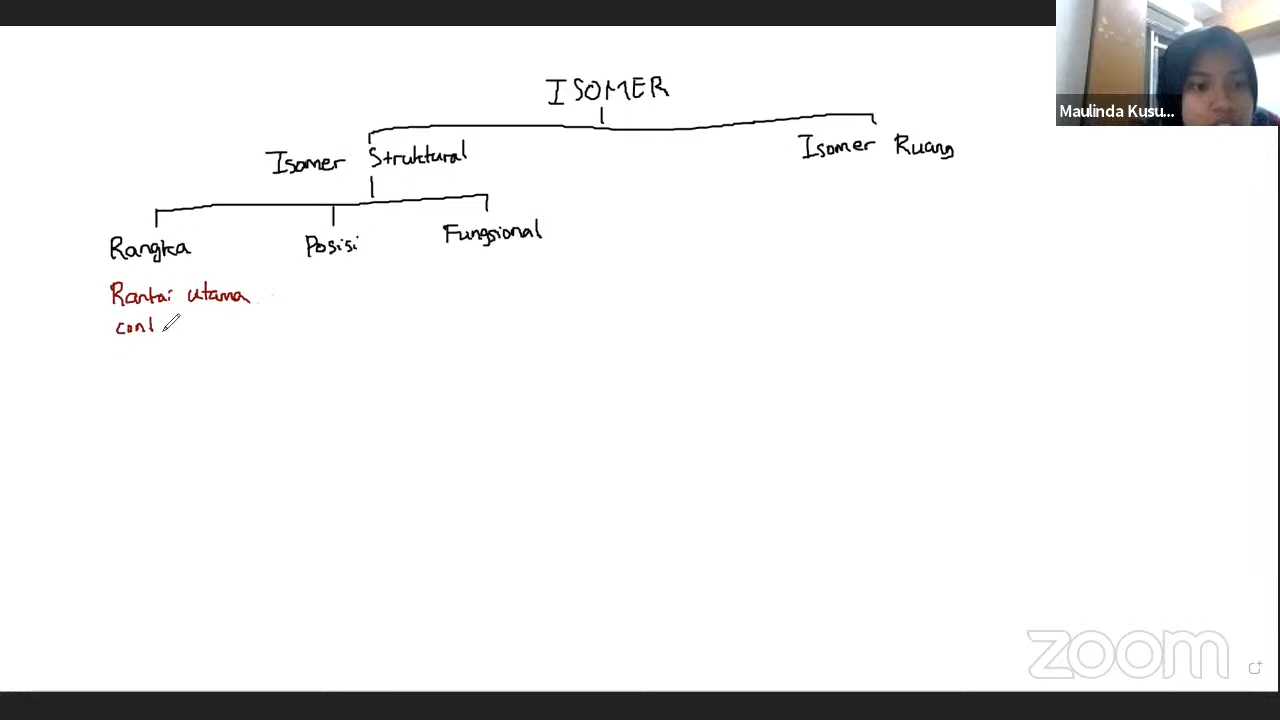 ISOMER
Maulinda Kusu...
Isomer Struktural
Isomer Ruang
Rangka
Posisi
Fungsional
Rantai utama
cont
zoom